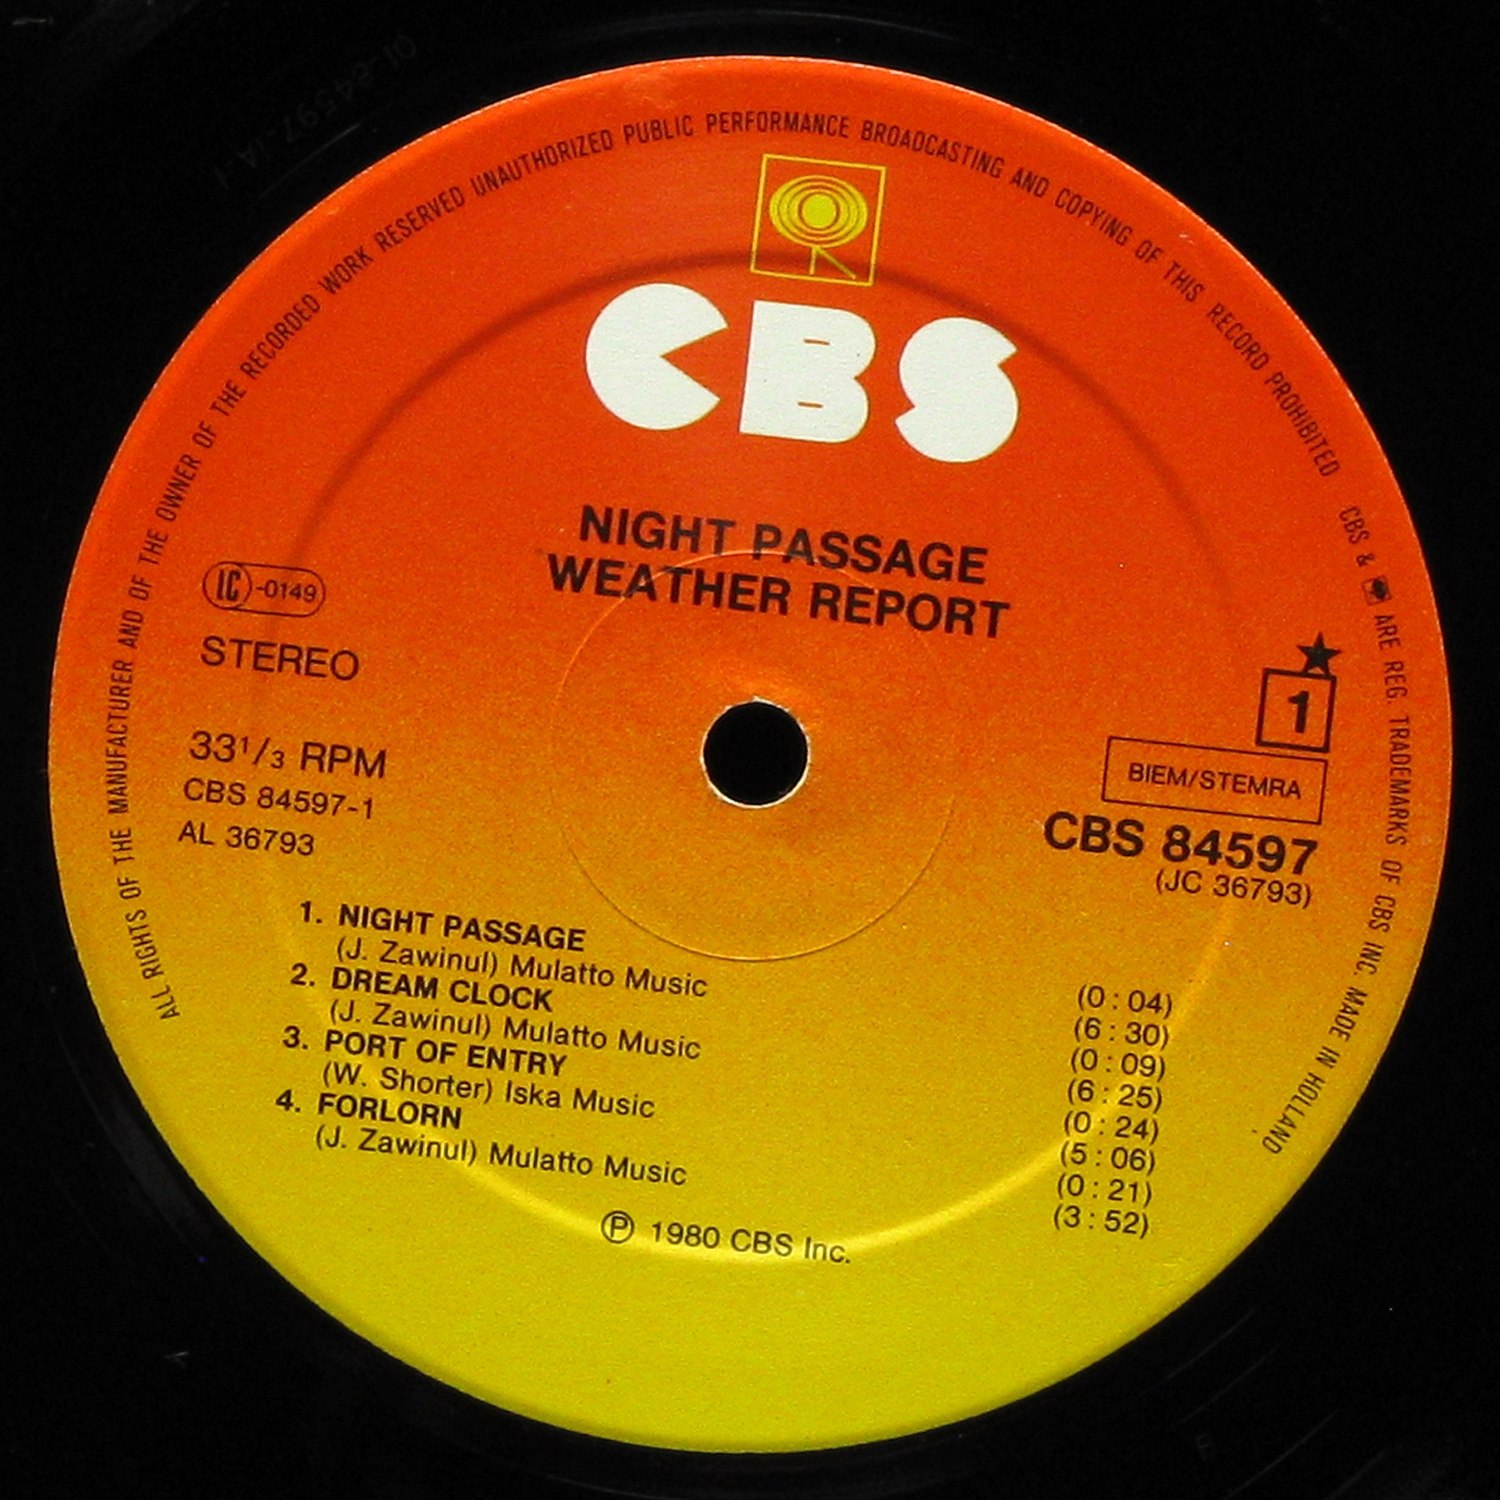 ALL RIGHTS OF THE MANUFACTURER AND OF THE OWNER OF THE RECORDED WORK RESERVED UNAUTHORIZED PUBLIC PERFORMANCE BROADCASTING AND COPYING OF THIS RECORD PROHIBITED CBS & ARE REG. TRADEMARKS OF CBS INC. MADE IN HOLLAND
CBS
NIGHT PASSAGE
WEATHER REPORT
LC-0149
STEREO
1
33 1/3 RPM
BIEM/STEMRA
CBS 84597-1
CBS 84597
AL 36793
(JC 36793)
1. NIGHT PASSAGE
(J. Zawinul) Mulatto Music (0 : 04)
2. DREAM CLOCK (6 : 30)
(J. Zawinul) Mulatto Music (0 : 09)
3. PORT OF ENTRY (6 : 25)
(W. Shorter) Iska Music (0 : 24)
4. FORLORN (5 : 06)
(J. Zawinul) Mulatto Music (0 : 21)
(3 : 52)
℗ 1980 CBS Inc.